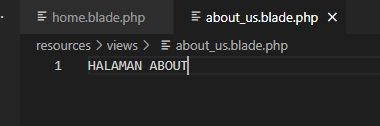 home.blade.php about_us.blade.php ×
resources > views > about_us.blade.php
1 HALAMAN ABOUT